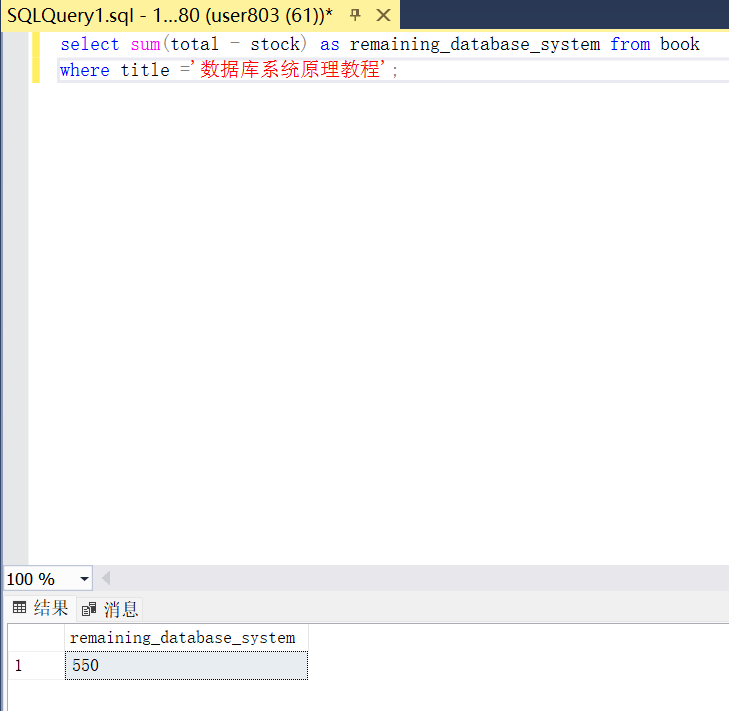 SQLQuery1.sql - 1...80 (user803 (61))*
select sum(total - stock) as remaining_database_system from book
where title ='数据库系统原理教程';
100 %
结果 消息
remaining_database_system
1 550